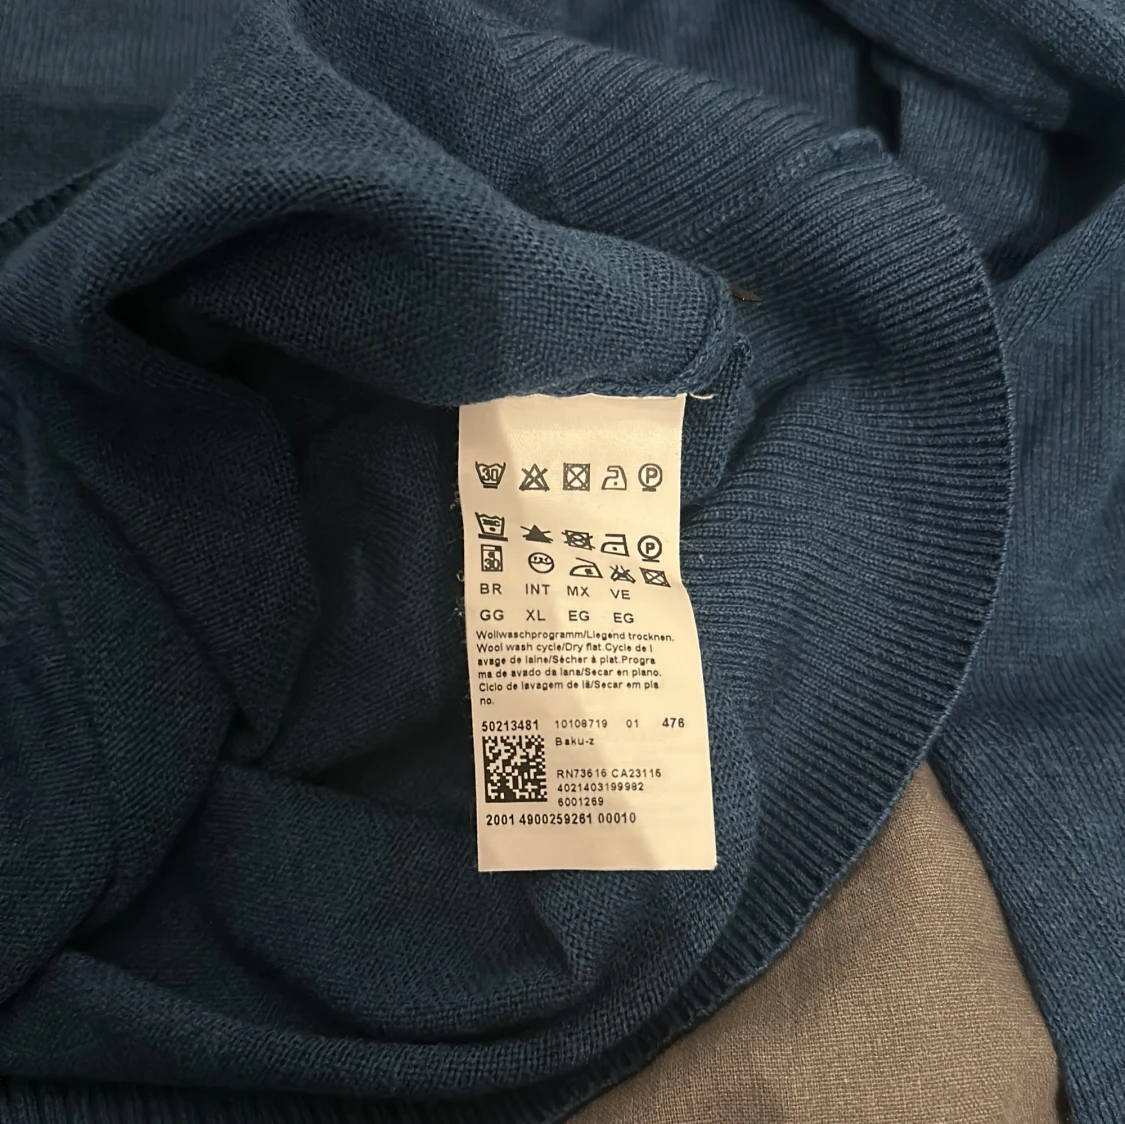 30
P
P
30
BR INT MX VE
GG XL EG EG
Wollwaschprogramm/Liegend trocknen.
Wool wash cycle/Dry flat.Cycle de l
avage de laine/Sécher à plat.Progra
ma de avado da lana/Secar en plano.
Ciclo de lavagem de lã/Secar em pla
no.
50213481 10108719 01 476
Baku-z
RN73616 CA23115
4021403199982
6001269
2001 4900259261 00010